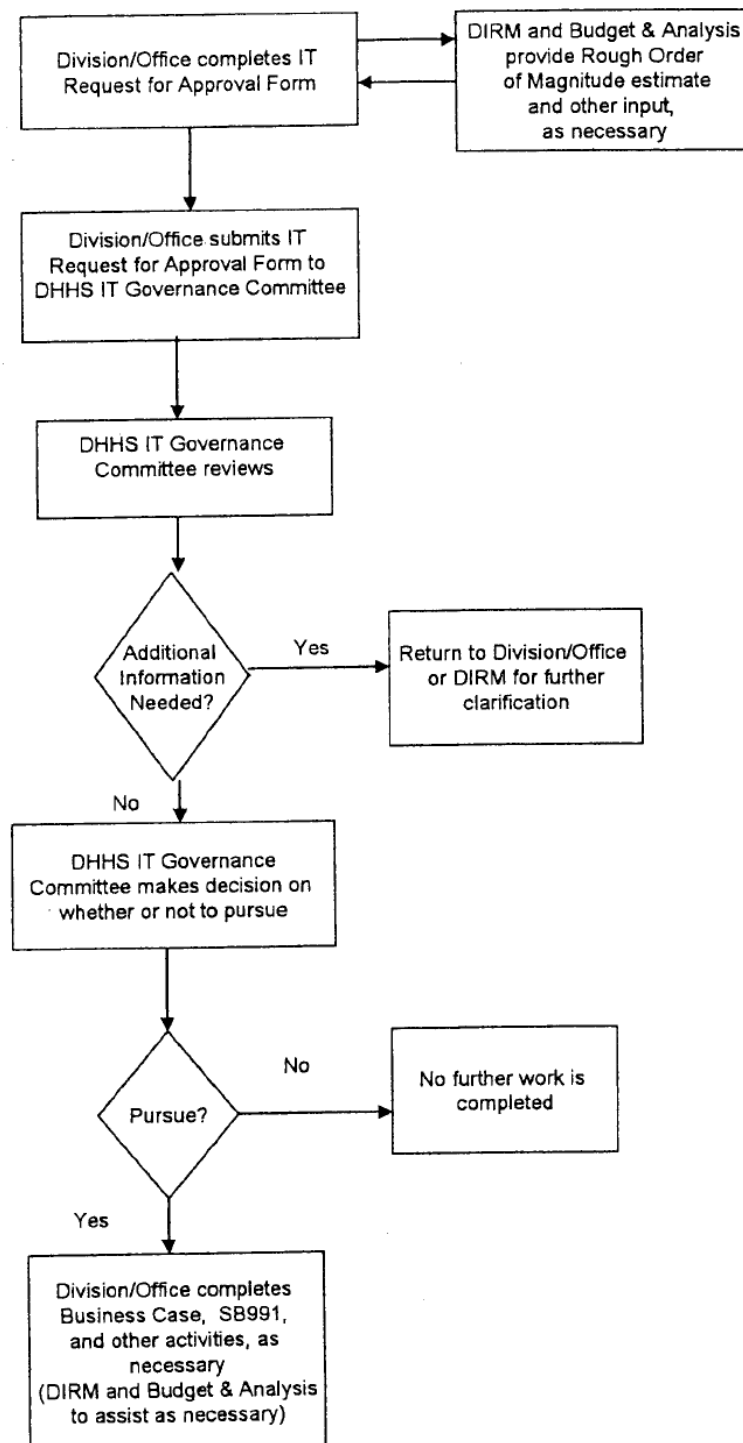 Division/Office completes IT
Request for Approval Form
DIRM and Budget & Analysis
provide Rough Order
of Magnitude estimate
and other input,
as necessary
Division/Office submits IT
Request for Approval Form to
DHHS IT Governance Committee
DHHS IT Governance
Committee reviews
Additional
Information
Needed?
Yes
Return to Division/Office
or DIRM for further
clarification
No
DHHS IT Governance
Committee makes decision on
whether or not to pursue
Pursue?
No
No further work is
completed
Yes
Division/Office completes
Business Case, SB991,
and other activities, as
necessary
(DIRM and Budget & Analysis
to assist as necessary)